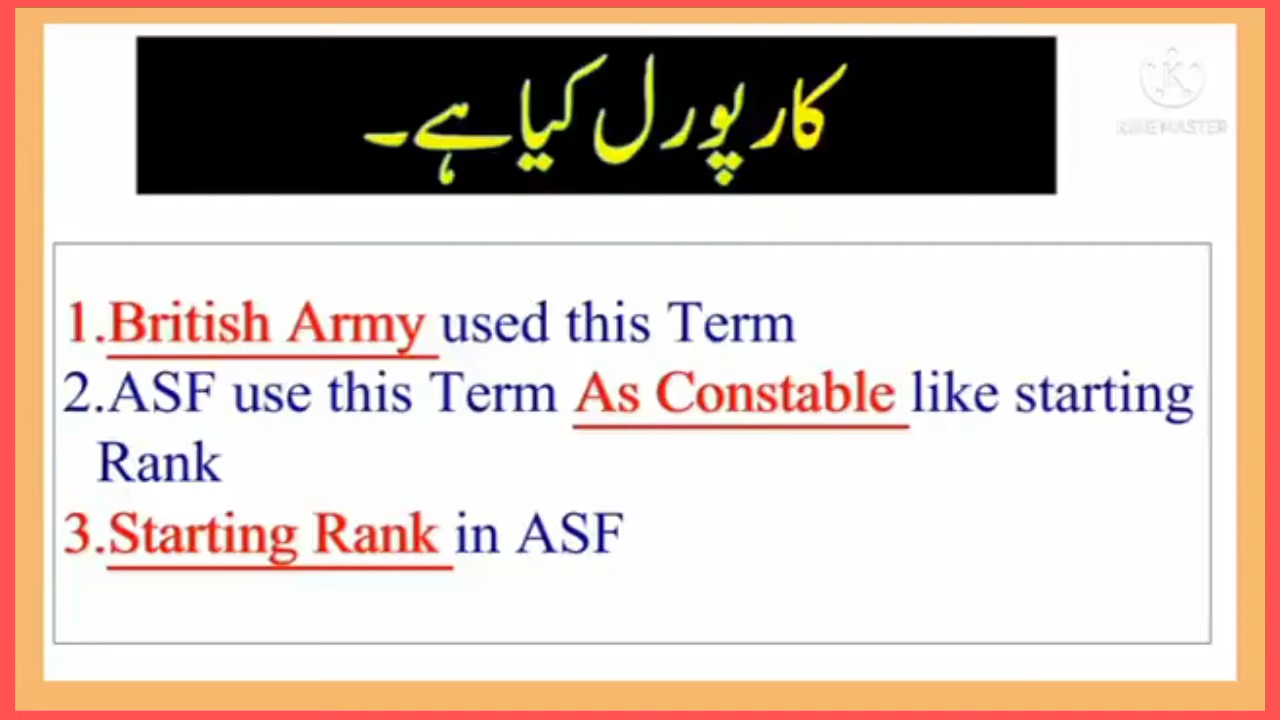 کارپورل کیا ہے۔
KINEMASTER
1.British Army used this Term
2.ASF use this Term As Constable like starting
Rank
3.Starting Rank in ASF